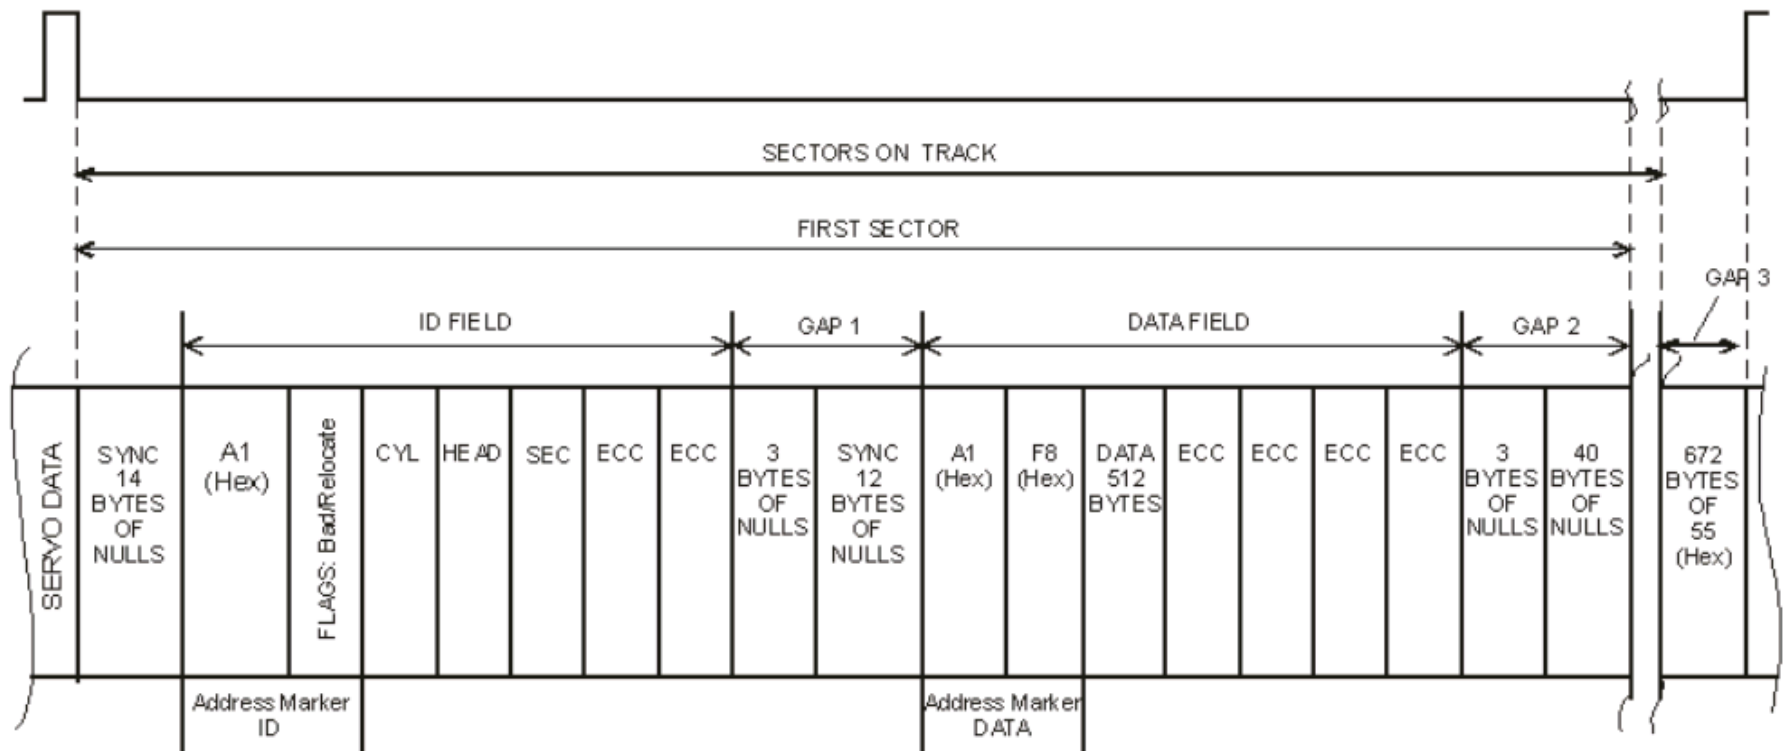 SECTORS ON TRACK
FIRST SECTOR
GAP 3
ID FIELD
GAP 1
DATA FIELD
GAP 2
SERVO DATA
SYNC
14
BYTES
OF
NULLS
A1
(Hex)
FLAGS: Bad/Relocate
CYL
HEAD
SEC
ECC
ECC
3
BYTES
OF
NULLS
SYNC
12
BYTES
OF
NULLS
A1
(Hex)
F8
(Hex)
DATA
512
BYTES
ECC
ECC
ECC
ECC
3
BYTES
OF
NULLS
40
BYTES
OF
NULLS
672
BYTES
OF
55
(Hex)
Address Marker
ID
Address Marker
DATA